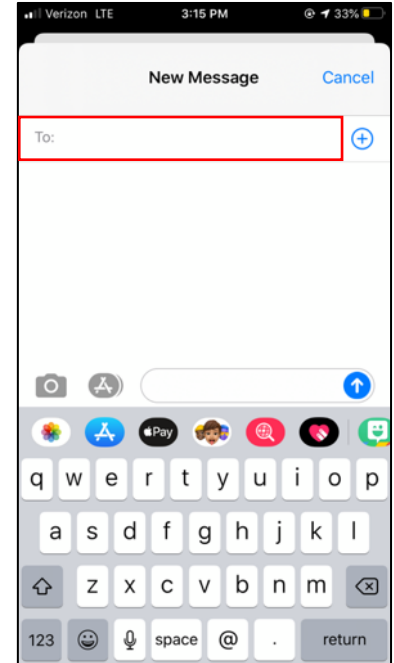 Verizon LTE 3:15 PM 33%
New Message Cancel
To:
Pay
q w e r t y u i o p
a s d f g h j k l
z x c v b n m
123 space @ . return